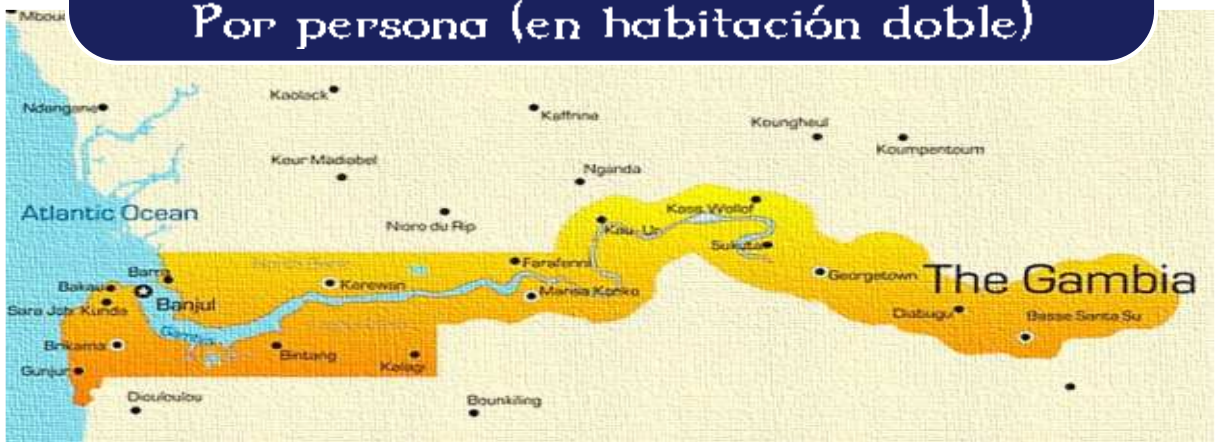 Por persona (en habitación doble)
Mbour
Kaolack
Ndangane
Kaffrine
Koungheul
Koumpentoum
Keur Madiabel
Nganda
Atlantic Ocean
Nioro du Rip
Kass Wollof
Kau-Ur
Sukuta
Barra
Farafenni
Georgetown
The Gambia
Bakau
Kerewan
Mansa Konko
Banjul
Sara Job Kunda
Diabugu
Basse Santa Su
Gambia
Brikama
Bintang
Kalagi
Gunjur
Diouloulou
Bounkiling